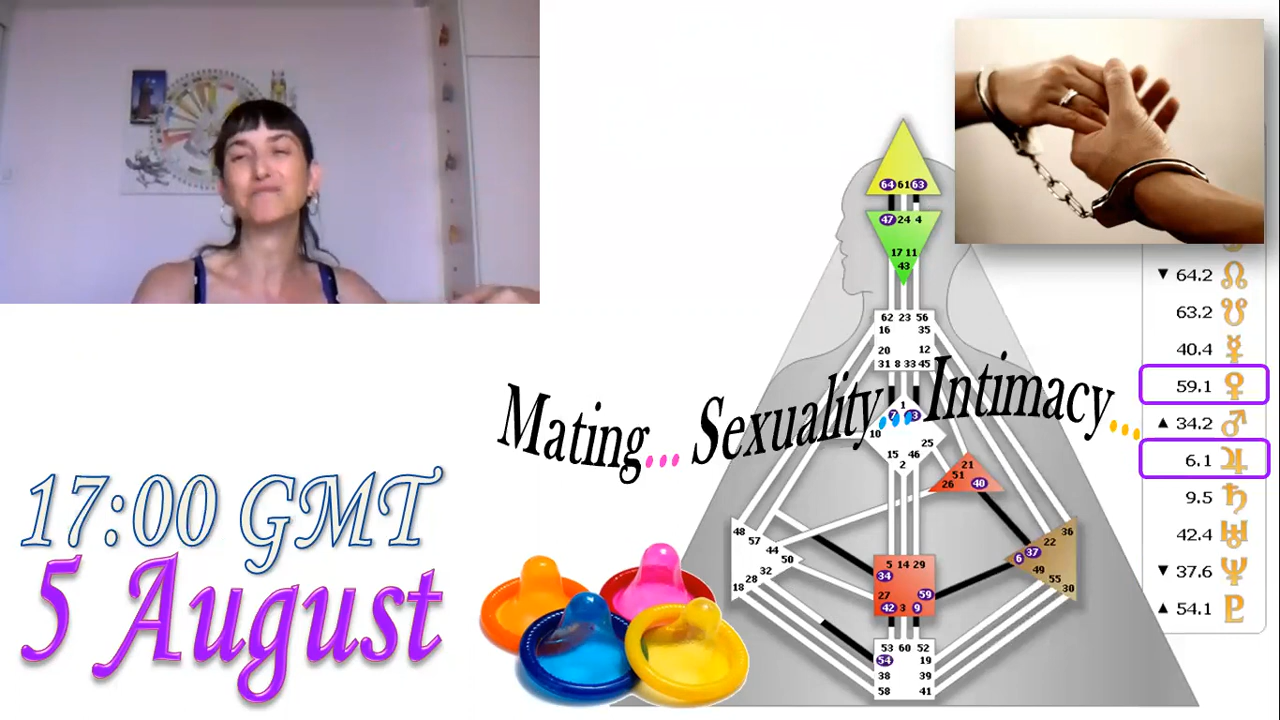 64 61 63
47 24 4
17 11
43
62 23 56
16 35
20 12
31 8 33 45
Mating... Sexuality... Intimacy...
1
7
10
25
15 46
2
21
51
26 40
48
57
44
50
32
28
18
36
22
37
6
49
55
30
5 14 29
34
27 59
42 3 9
53 60 52
54 19
38 39
58 41
▼ 64.2 ☊
63.2 ☋
40.4 ☿
59.1 ♀
▲ 34.2 ♂
6.1 ♃
9.5 ♄
42.4 ♅
▼ 37.6 ♆
▲ 54.1 ♇
17:00 GMT
5 August